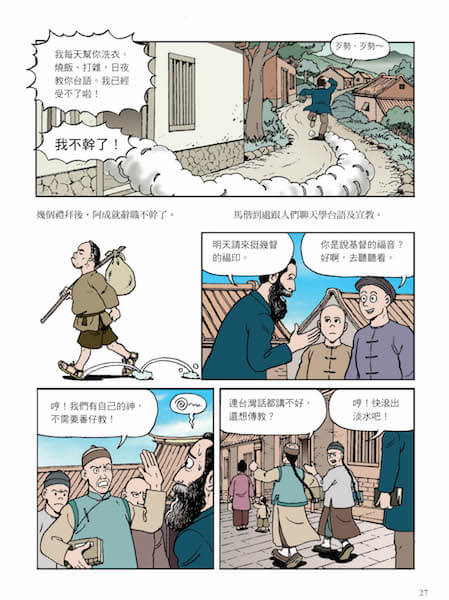 我每天幫你洗衣、
燒飯、打雜,日夜
教你台語。我已經
受不了啦!
我不幹了!
歹勢,歹勢~
幾個禮拜後,阿成就辭職不幹了。
馬偕到處跟人們聊天學台語及宣教。
明天請來挺幾督
的福印。
你是說基督的福音?
好啊,去聽聽看。
哼!我們有自己的神,
不需要番仔教!
連台灣話都講不好,
還想傳教?
哼!快滾出
淡水吧!
27